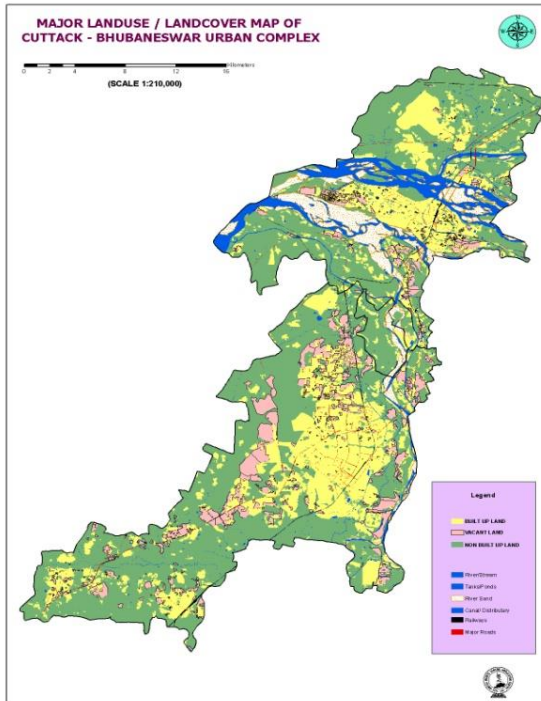 MAJOR LANDUSE / LANDCOVER MAP OF
CUTTACK - BHUBANESWAR URBAN COMPLEX
Kilometers
4 2 0 4 8 12 16
(SCALE 1:210,000)
Legend
BUILT UP LAND
VACANT LAND
NON BUILT UP LAND
River/Stream
Tanks/Ponds
River Sand
Canal/ Distributary
Railways
Major Roads